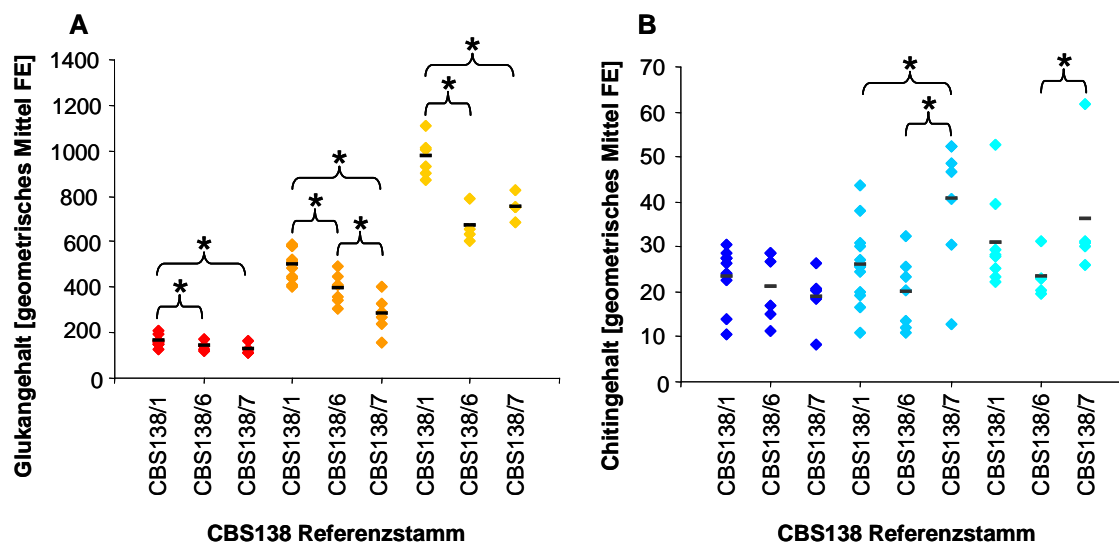 A
Glukangehalt [geometrisches Mittel FE]
1400
1200
1000
800
600
400
200
0
*
*
*
*
*
*
*
*
*
CBS138/1
CBS138/6
CBS138/7
CBS138/1
CBS138/6
CBS138/7
CBS138/1
CBS138/6
CBS138/7
CBS138 Referenzstamm
B
Chitingehalt [geometrisches Mittel FE]
70
60
50
40
30
20
10
0
*
*
*
CBS138/1
CBS138/6
CBS138/7
CBS138/1
CBS138/6
CBS138/7
CBS138/1
CBS138/6
CBS138/7
CBS138 Referenzstamm